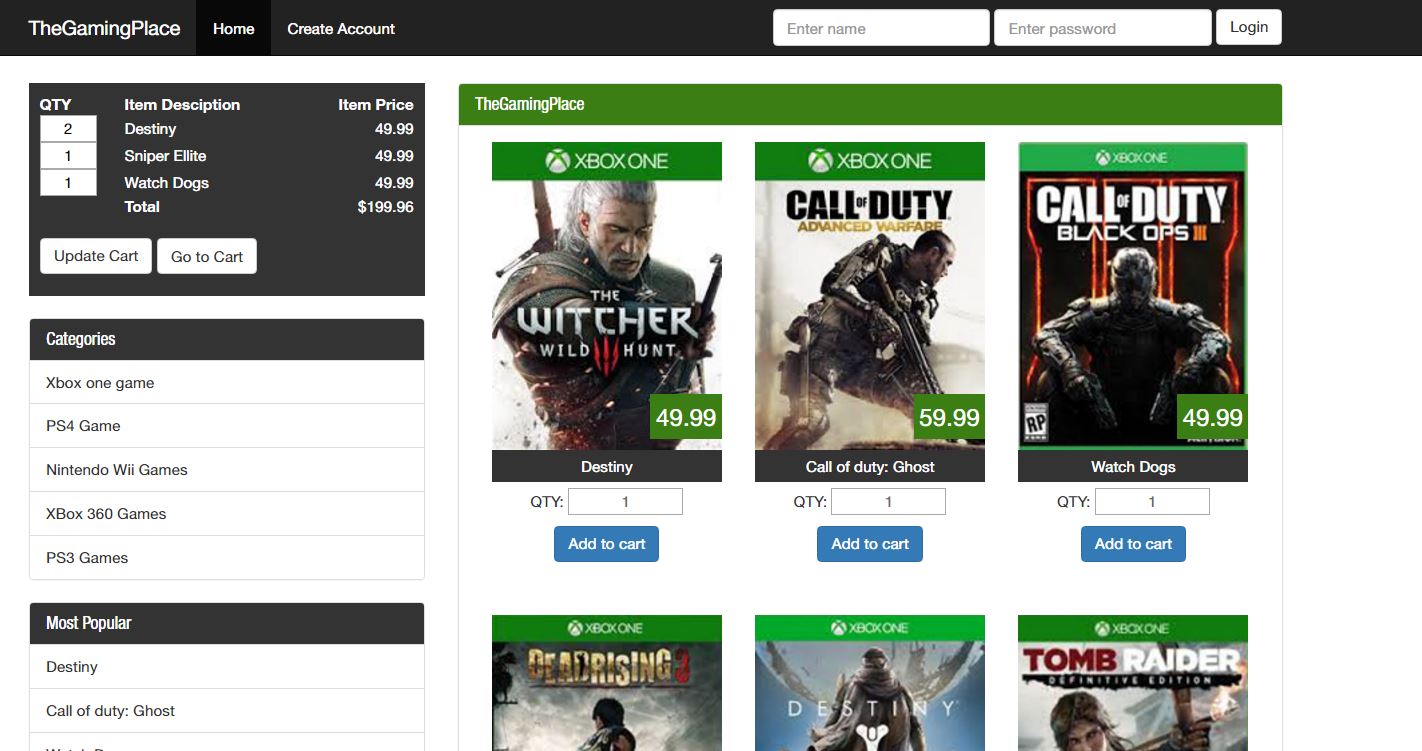 TheGamingPlace Home Create Account Enter name Enter password Login
QTY Item Desciption Item Price
2 Destiny 49.99
1 Sniper Ellite 49.99
1 Watch Dogs 49.99
Total $199.96
Update Cart Go to Cart
Categories
Xbox one game
PS4 Game
Nintendo Wii Games
XBox 360 Games
PS3 Games
Most Popular
Destiny
Call of duty: Ghost
TheGamingPlace
XBOX ONE
THE
WITCHER
WILD HUNT
49.99
Destiny
QTY: 1
Add to cart
XBOX ONE
CALL OF DUTY
ADVANCED WARFARE
59.99
Call of duty: Ghost
QTY: 1
Add to cart
XBOX ONE
CALL OF DUTY
BLACK OPS III
RP
49.99
Watch Dogs
QTY: 1
Add to cart
XBOX ONE
DEADRISING 3
XBOX ONE
DESTINY
XBOX ONE
TOMB RAIDER
DEFINITIVE EDITION